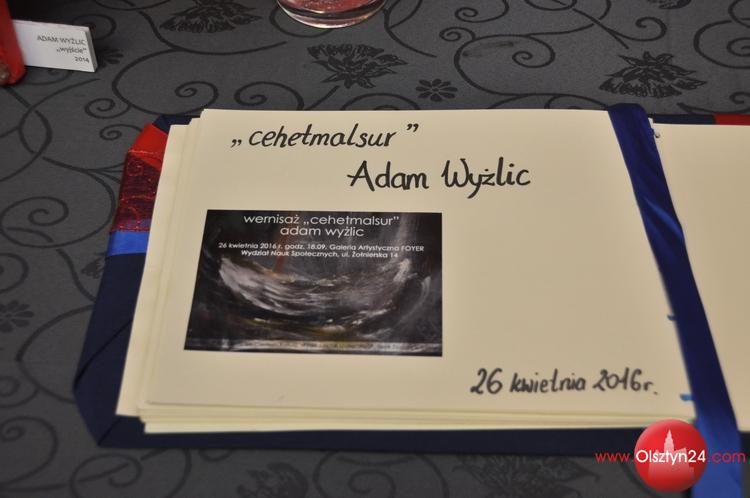 ADAM WYŻLIC
„wyjście”
2014
„cehetmalsur”
Adam Wyżlic
wernisaż „cehetmalsur”
adam wyżlic
26 kwietnia 2016 r. godz. 18.09, Galeria Artystyczna FOYER
Wydział Nauk Społecznych, ul. Żołnierska 14
26 kwietnia 2016 r.
www.Olsztyn24.com